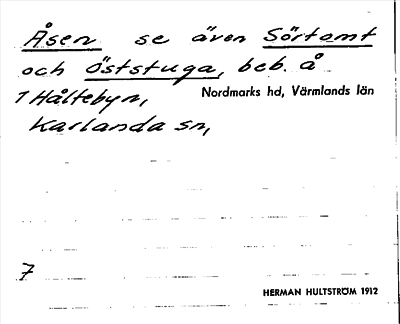 Åsen se även Sörtomt
och Öststuga, beb. å
1 Håltebyn, Nordmarks hd, Värmlands län
Karlanda sn,
7
HERMAN HULTSTRÖM 1912